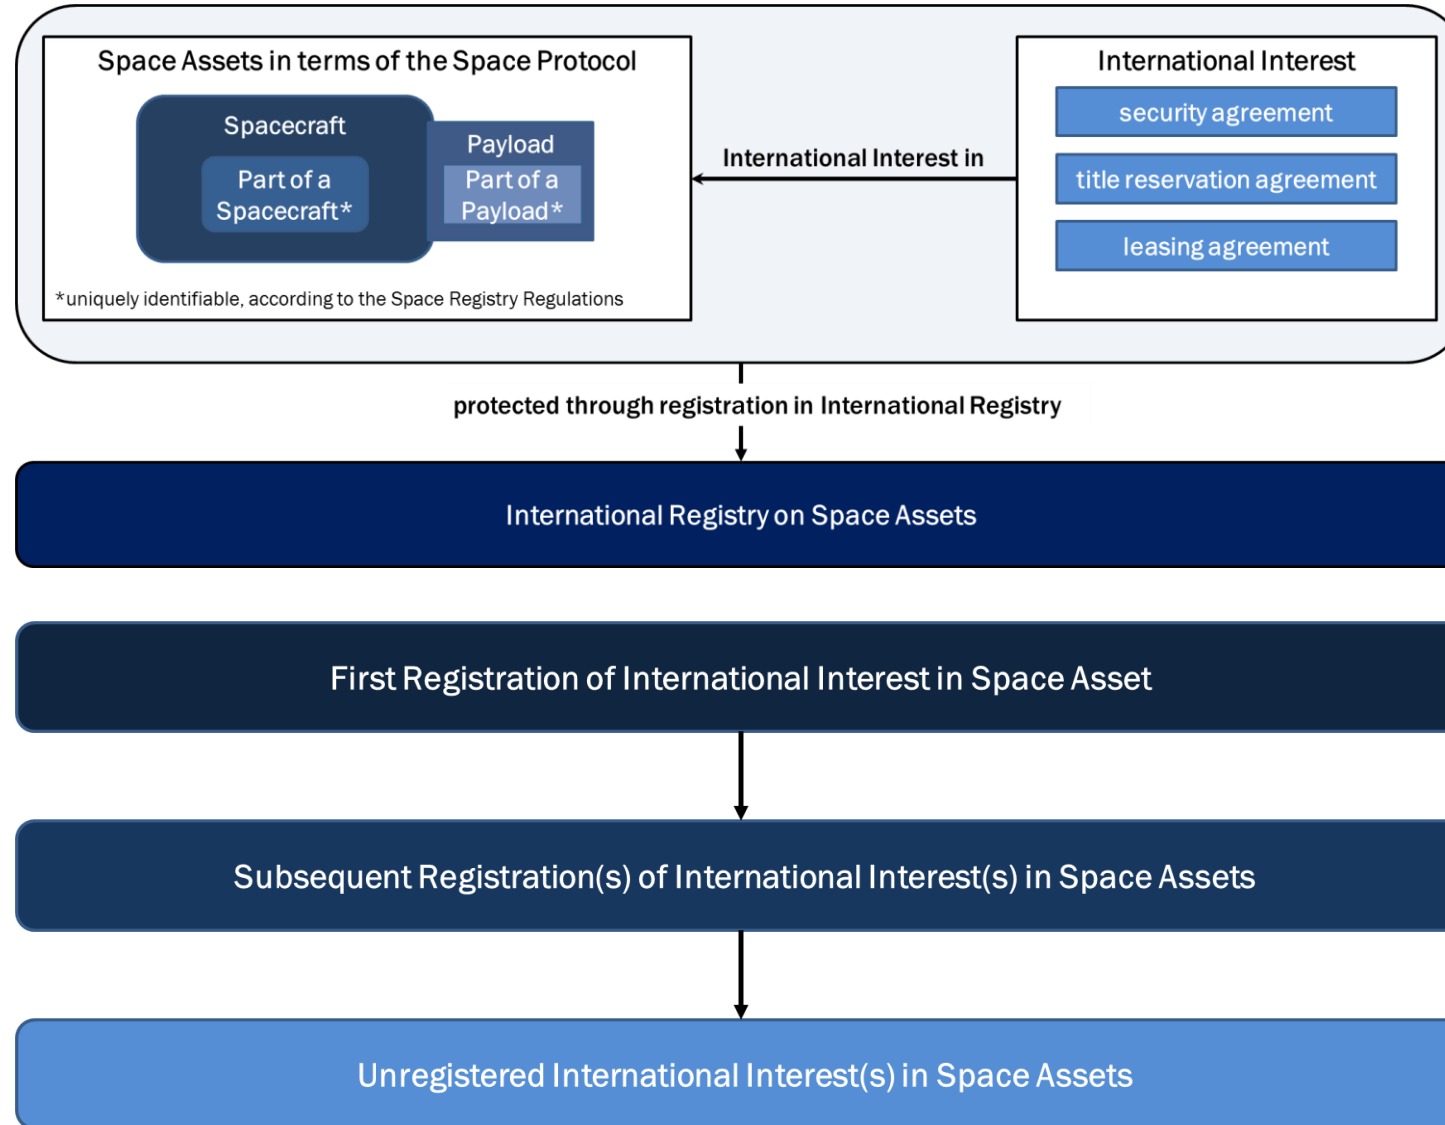 Space Assets in terms of the Space Protocol
Spacecraft
Part of a
Spacecraft*
Payload
Part of a
Payload*
*uniquely identifiable, according to the Space Registry Regulations
International Interest in
International Interest
security agreement
title reservation agreement
leasing agreement
protected through registration in International Registry
International Registry on Space Assets
First Registration of International Interest in Space Asset
Subsequent Registration(s) of International Interest(s) in Space Assets
Unregistered International Interest(s) in Space Assets